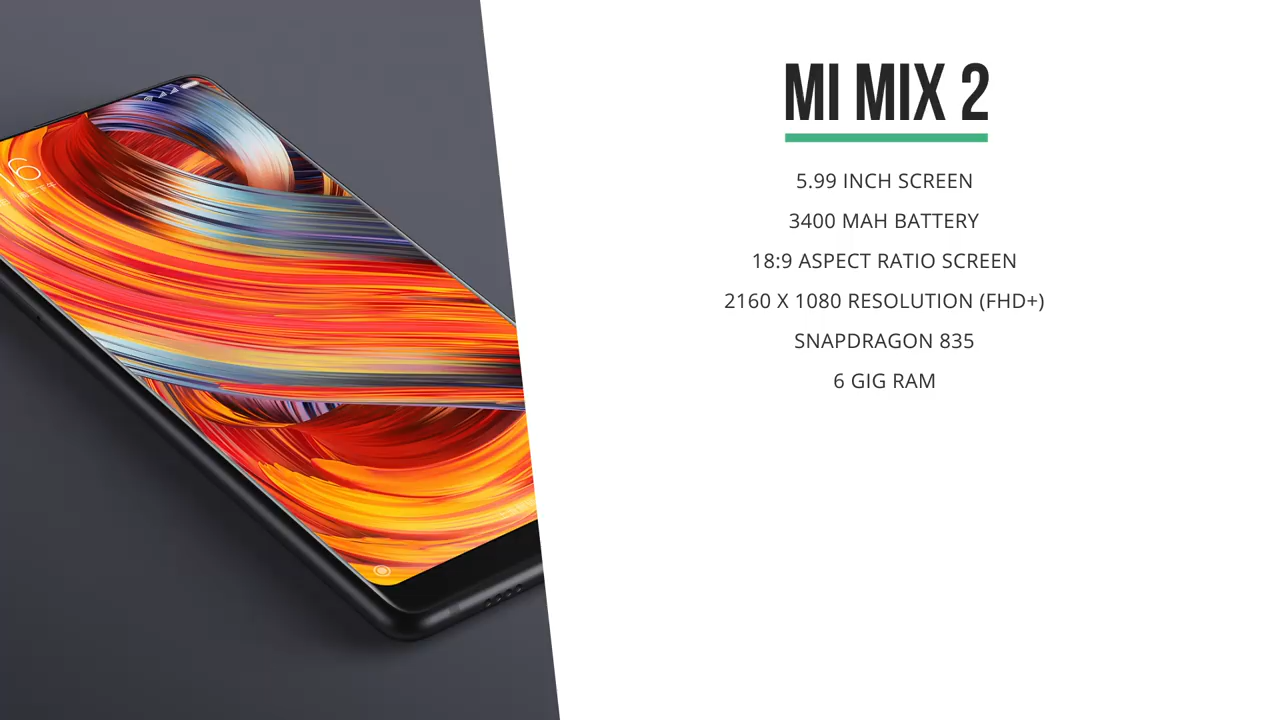 MI MIX 2
5.99 INCH SCREEN
3400 MAH BATTERY
18:9 ASPECT RATIO SCREEN
2160 X 1080 RESOLUTION (FHD+)
SNAPDRAGON 835
6 GIG RAM